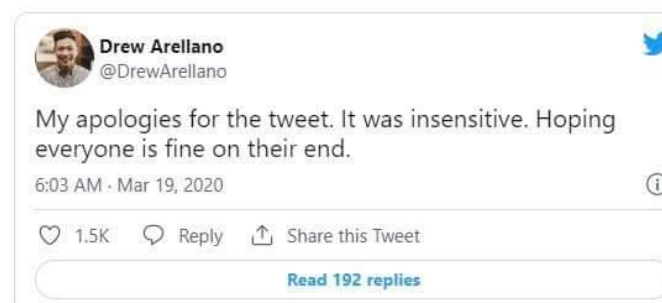 Drew Arellano
@DrewArellano
My apologies for the tweet. It was insensitive. Hoping
everyone is fine on their end.
6:03 AM · Mar 19, 2020
1.5K Reply Share this Tweet
Read 192 replies